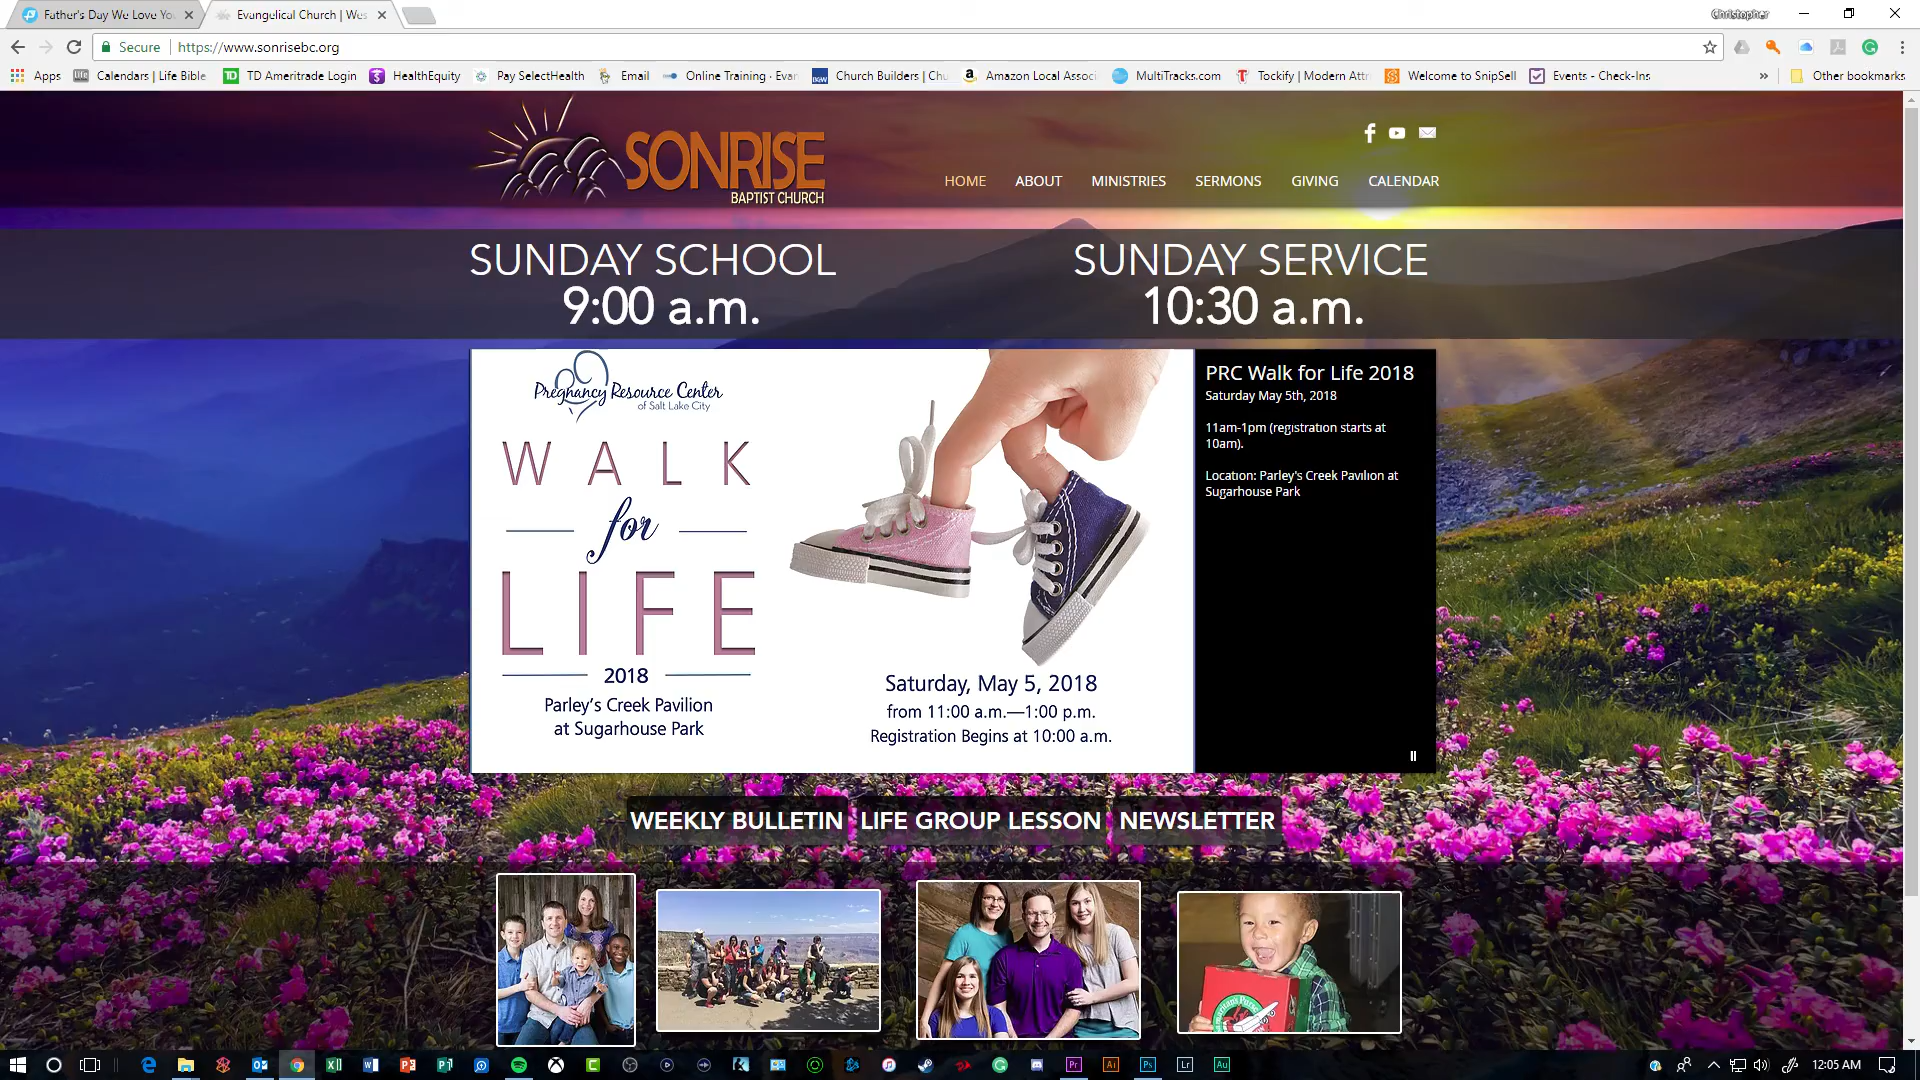 Father's Day We Love Yo
Evangelical Church | Wes
Christopher
Secure
https://www.sonrisebc.org
Apps
Calendars | Life Bible
TD Ameritrade Login
HealthEquity
Pay SelectHealth
Email
Online Training - Evan
Church Builders | Chu
Amazon Local Associ
MultiTracks.com
Tockify | Modern Attr
Welcome to SnipSell
Events - Check-Ins
»
Other bookmarks
SONRISE
BAPTIST CHURCH
HOME
ABOUT
MINISTRIES
SERMONS
GIVING
CALENDAR
SUNDAY SCHOOL
9:00 a.m.
SUNDAY SERVICE
10:30 a.m.
Pregnancy Resource Center
of Salt Lake City
WALK
for
LIFE
2018
Parley's Creek Pavilion
at Sugarhouse Park
Saturday, May 5, 2018
from 11:00 a.m.—1:00 p.m.
Registration Begins at 10:00 a.m.
PRC Walk for Life 2018
Saturday May 5th, 2018
11am-1pm (registration starts at
10am).
Location: Parley's Creek Pavilion at
Sugarhouse Park
WEEKLY BULLETIN
LIFE GROUP LESSON
NEWSLETTER
12:05 AM